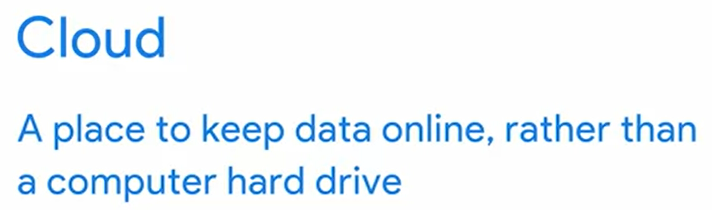 Cloud
A place to keep data online, rather than
a computer hard drive